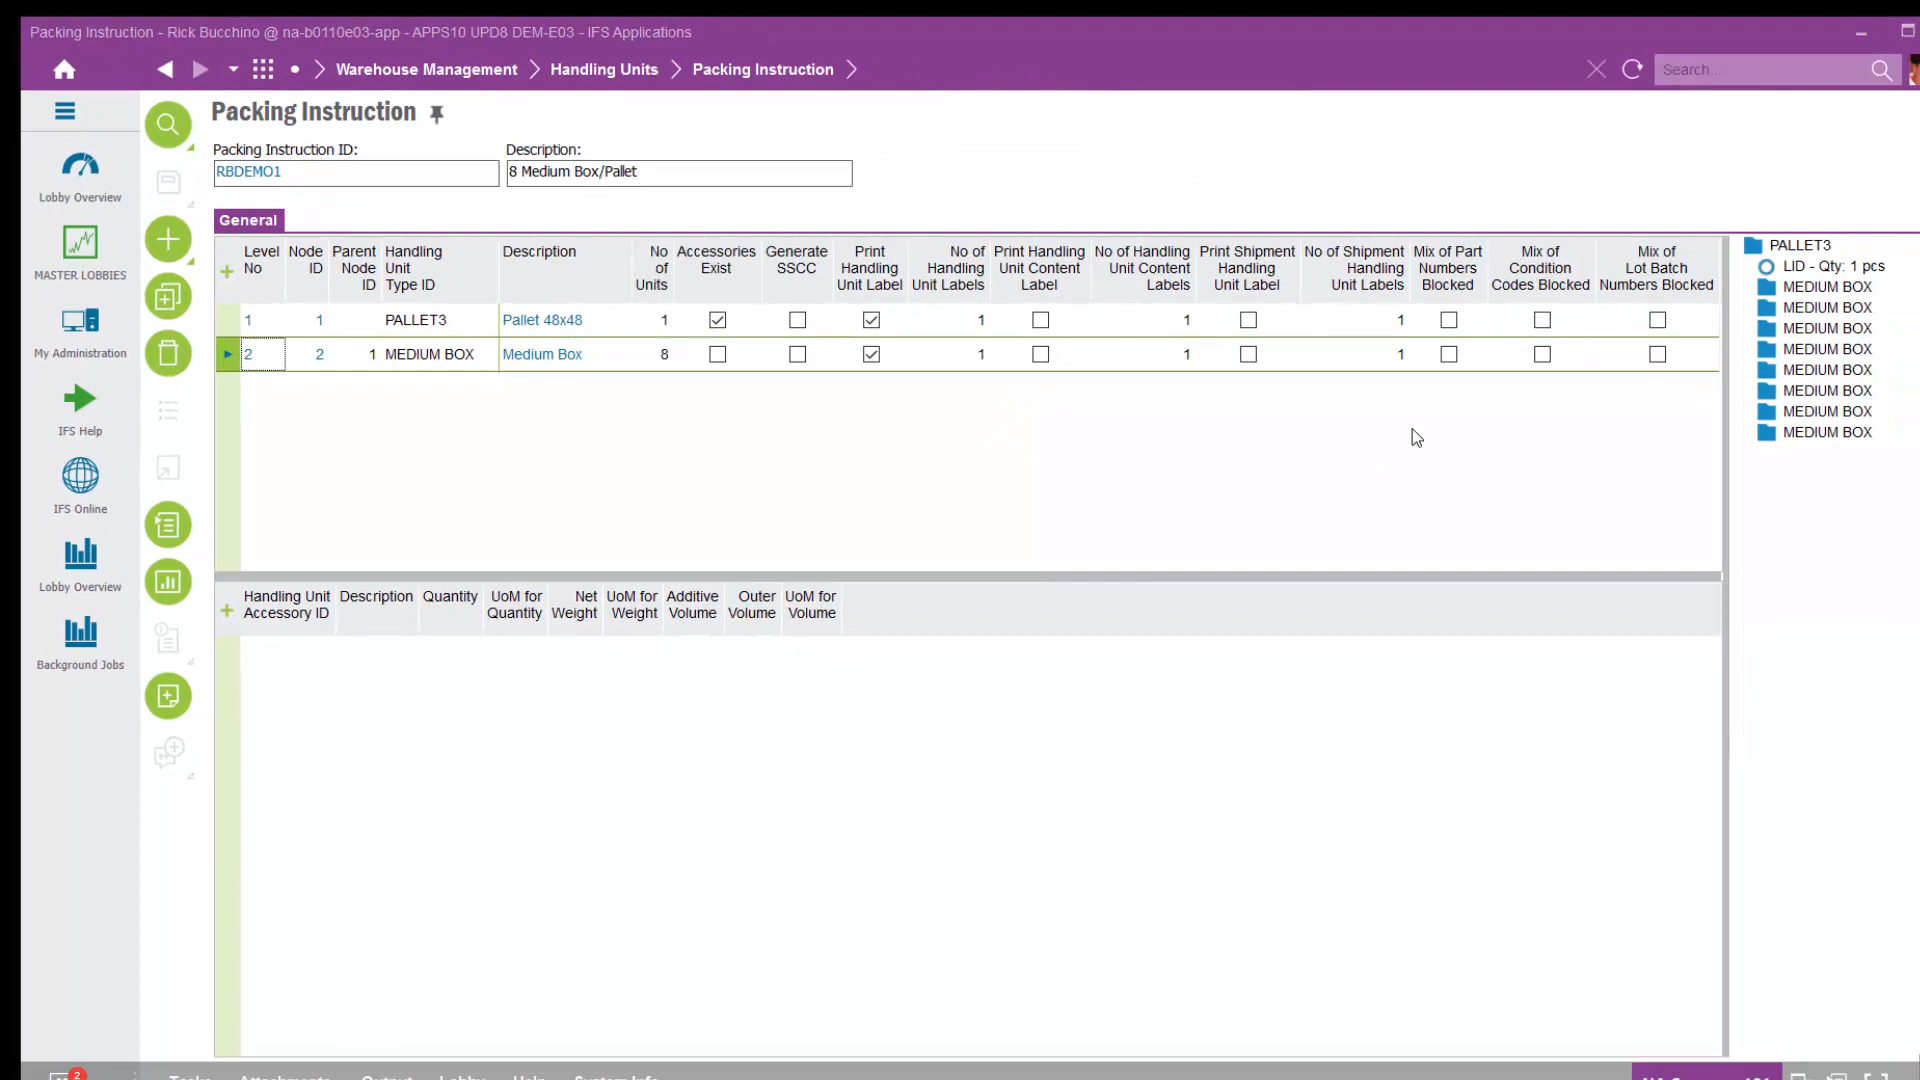 Packing Instruction - Rick Bucchino @ na-b0110e03-app - APPS10 UPD8 DEM-E03 - IFS Applications
Warehouse Management Handling Units Packing Instruction
Search...
Packing Instruction
Packing Instruction ID: Description:
RBDEMO1 8 Medium Box/Pallet
General
Level No Node ID Parent Node ID Handling Unit Type ID Description No of Units Accessories Exist Generate SSCC Print Handling Unit Label No of Handling Unit Labels Print Handling Unit Content Label No of Handling Unit Content Labels Print Shipment Handling Unit Label No of Shipment Handling Unit Labels Mix of Part Numbers Blocked Mix of Condition Codes Blocked Mix of Lot Batch Numbers Blocked
1 1 PALLET3 Pallet 48x48 1 1 1 1
2 2 1 MEDIUM BOX Medium Box 8 1 1 1
PALLET3
LID - Qty: 1 pcs
MEDIUM BOX
MEDIUM BOX
MEDIUM BOX
MEDIUM BOX
MEDIUM BOX
MEDIUM BOX
MEDIUM BOX
MEDIUM BOX
Handling Unit Accessory ID Description Quantity UoM for Quantity Net Weight UoM for Weight Additive Volume Outer Volume UoM for Volume
Lobby Overview
MASTER LOBBIES
My Administration
IFS Help
IFS Online
Lobby Overview
Background Jobs
2
Tasks Attachments Output Lobby Help System Info